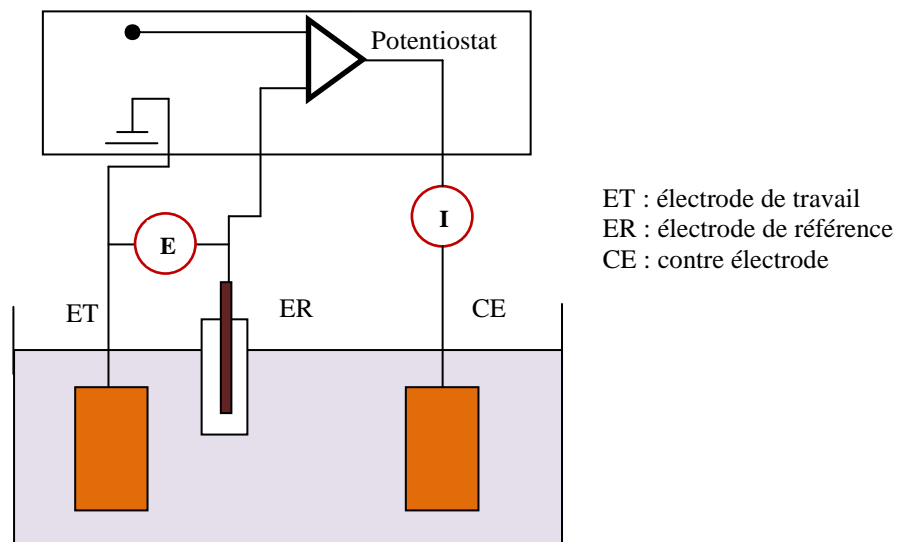 Potentiostat
E
I
ET
ER
CE
ET : électrode de travail
ER : électrode de référence
CE : contre électrode